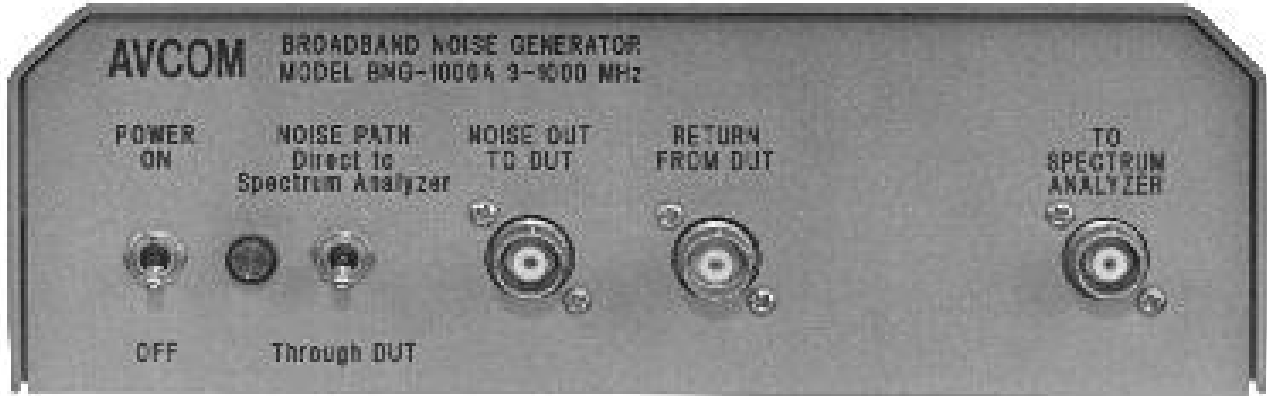 AVCOM
BROADBAND NOISE GENERATOR
MODEL BNG-1000A 9-1000 MHz
POWER
ON
NOISE PATH
Direct to
Spectrum Analyzer
NOISE OUT
TO DUT
RETURN
FROM DUT
TO
SPECTRUM
ANALYZER
OFF
Through DUT